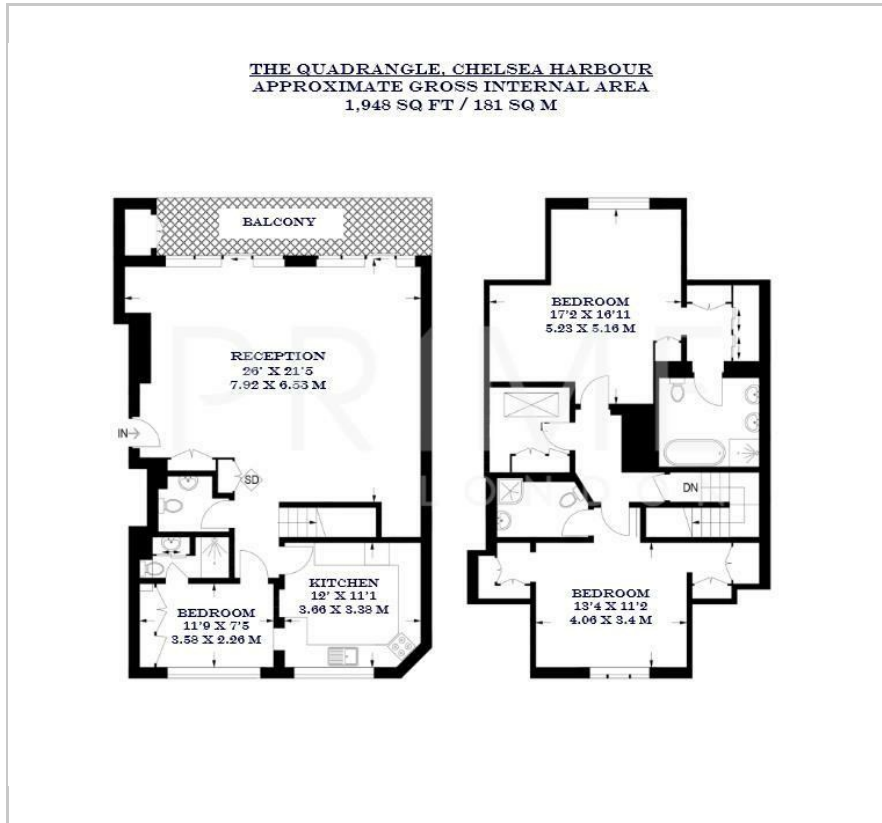 THE QUADRANGLE, CHELSEA HARBOUR
APPROXIMATE GROSS INTERNAL AREA
1,948 SQ FT / 181 SQ M
BALCONY
RECEPTION
26' X 21'5
7.92 X 6.53 M
IN
SD
KITCHEN
12' X 11'1
3.66 X 3.38 M
BEDROOM
11'9 X 7'5
3.58 X 2.26 M
BEDROOM
17'2 X 16'11
5.23 X 5.16 M
DN
BEDROOM
13'4 X 11'2
4.06 X 3.4 M
PRIME
LONDON